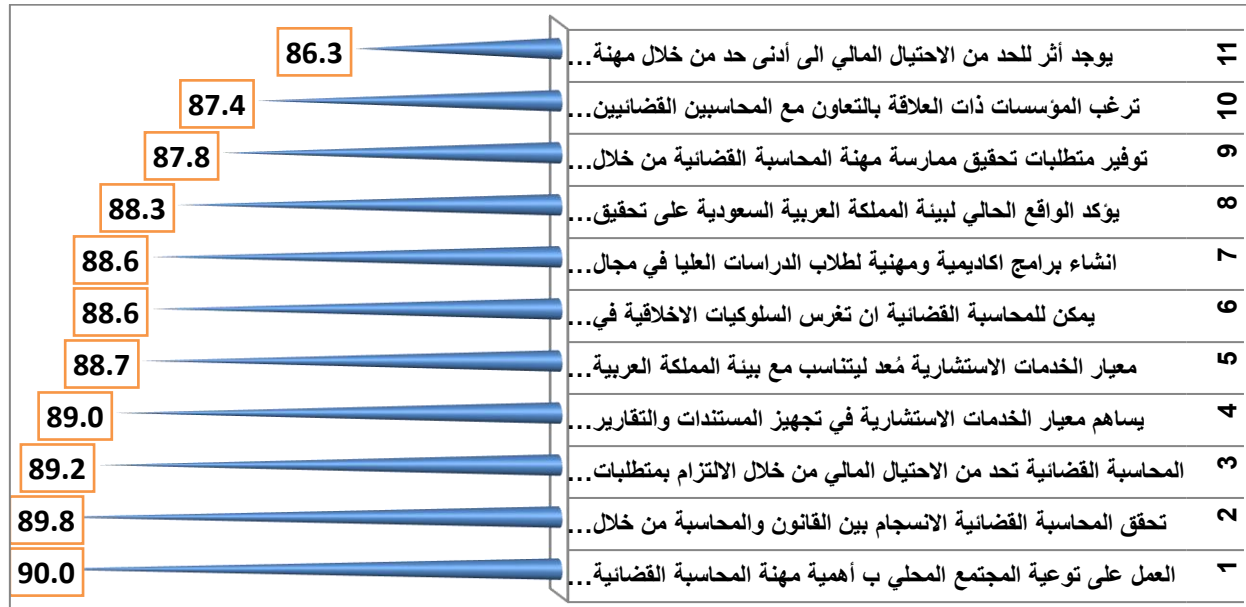 11 يوجد أثر للحد من الاحتيال المالي الى أدنى حد من خلال مهنة... 86.3
10 ترغب المؤسسات ذات العلاقة بالتعاون مع المحاسبين القضائيين... 87.4
9 توفير متطلبات تحقيق ممارسة مهنة المحاسبة القضائية من خلال... 87.8
8 يؤكد الواقع الحالي لبيئة المملكة العربية السعودية على تحقيق... 88.3
7 انشاء برامج اكاديمية ومهنية لطلاب الدراسات العليا في مجال... 88.6
6 يمكن للمحاسبة القضائية ان تغرس السلوكيات الاخلاقية في... 88.6
5 معيار الخدمات الاستشارية مُعد ليتناسب مع بيئة المملكة العربية... 88.7
4 يساهم معيار الخدمات الاستشارية في تجهيز المستندات والتقارير... 89.0
3 المحاسبة القضائية تحد من الاحتيال المالي من خلال الالتزام بمتطلبات... 89.2
2 تحقق المحاسبة القضائية الانسجام بين القانون والمحاسبة من خلال... 89.8
1 العمل على توعية المجتمع المحلي ب أهمية مهنة المحاسبة القضائية... 90.0